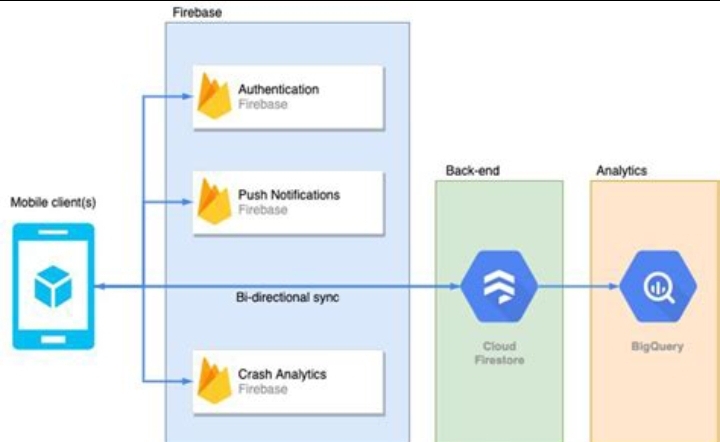 Firebase
Authentication
Firebase
Push Notifications
Firebase
Back-end
Analytics
Mobile client(s)
Bi-directional sync
Cloud
Firestore
BigQuery
Crash Analytics
Firebase